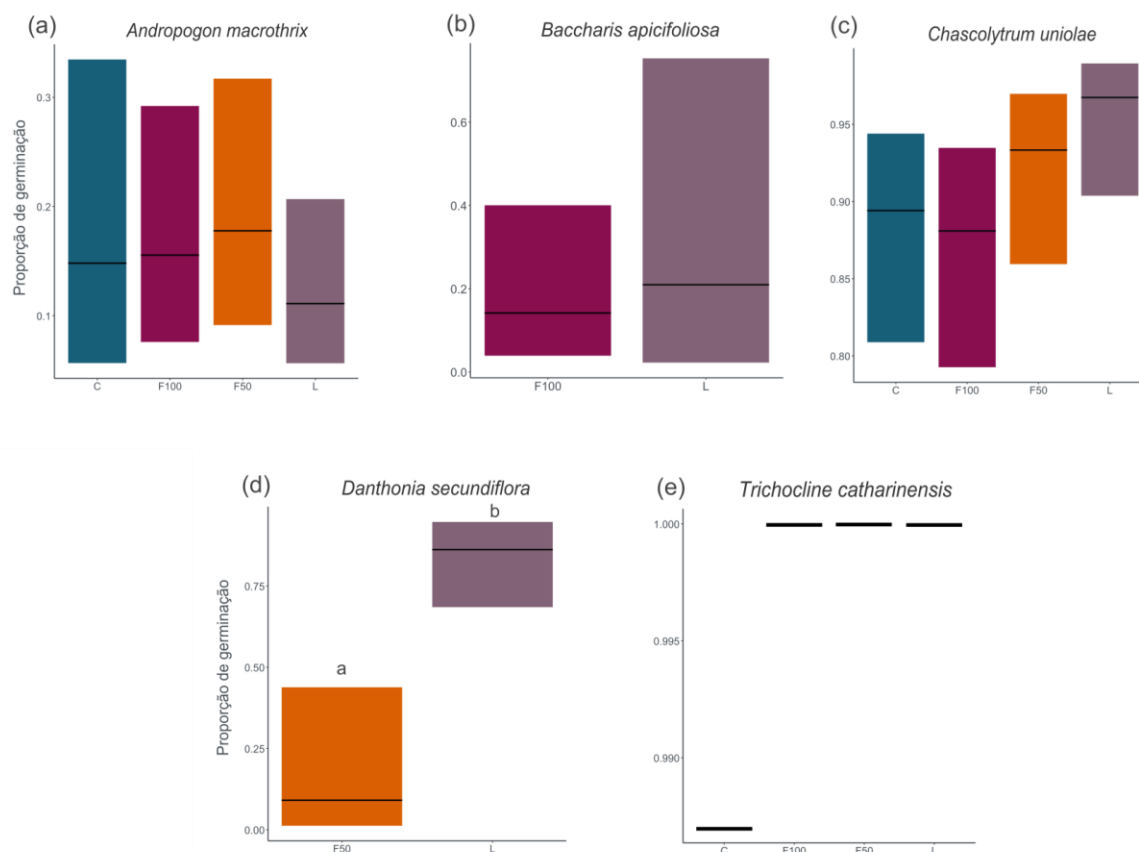 (a)
Andropogon macrothrix
Proporção de germinação
0.3
0.2
0.1
C F100 F50 L
(b)
Baccharis apicifoliosa
0.6
0.4
0.2
0.0
F100 L
(c)
Chascolytrum uniolae
0.95
0.90
0.85
0.80
C F100 F50 L
(d)
Danthonia secundiflora
Proporção de germinação
0.75
0.50
0.25
0.00
a
b
F50 L
(e)
Trichocline catharinensis
1.000
0.995
0.990
C F100 F50 L